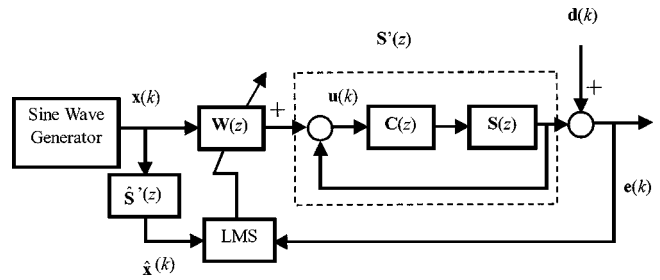 d(k)
S'(z)
+
x(k)
u(k)
Sine Wave
Generator
W(z)
+
C(z)
S(z)
Ŝ'(z)
e(k)
LMS
x̂(k)